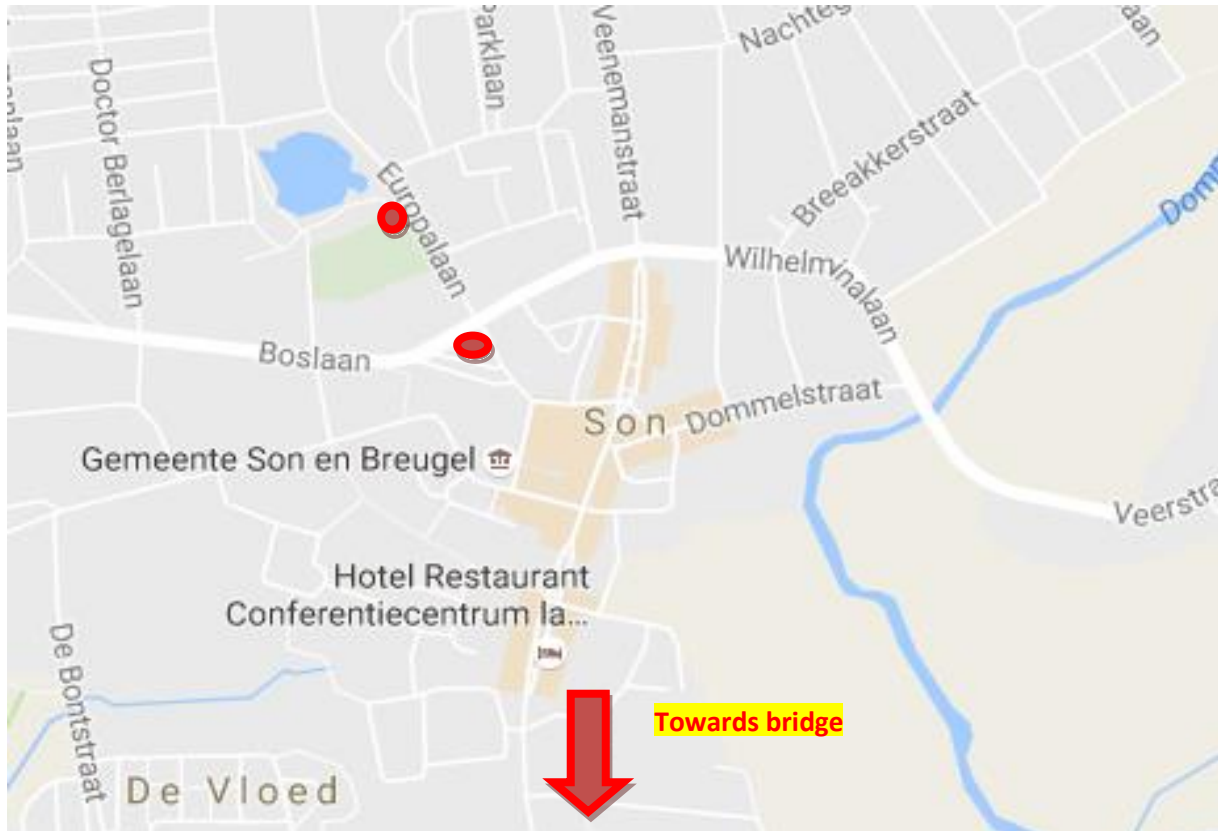 Nachteg
aan
Parklaan
Veenemanstraat
Doctor Berlagelaan
Breeakkerstraat
Europalaan
Domm
Wilhelminalaan
Boslaan
Dommelstraat
Son
Gemeente Son en Breugel
Veerstra
Hotel Restaurant
Conferentiecentrum la...
De Bontstraat
Towards bridge
De Vloed